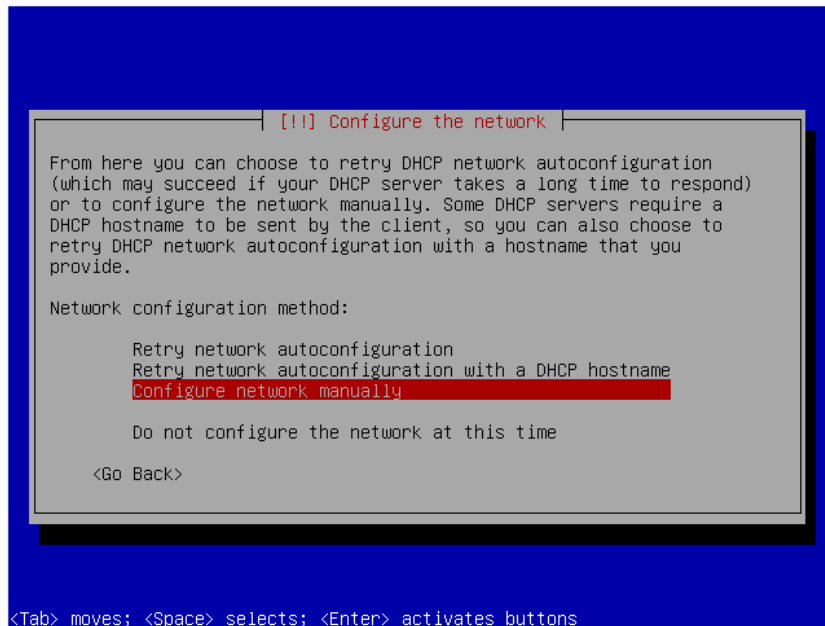 [!!] Configure the network
From here you can choose to retry DHCP network autoconfiguration
(which may succeed if your DHCP server takes a long time to respond)
or to configure the network manually. Some DHCP servers require a
DHCP hostname to be sent by the client, so you can also choose to
retry DHCP network autoconfiguration with a hostname that you
provide.
Network configuration method:
Retry network autoconfiguration
Retry network autoconfiguration with a DHCP hostname
Configure network manually
Do not configure the network at this time
<Go Back>
<Tab> moves; <Space> selects; <Enter> activates buttons